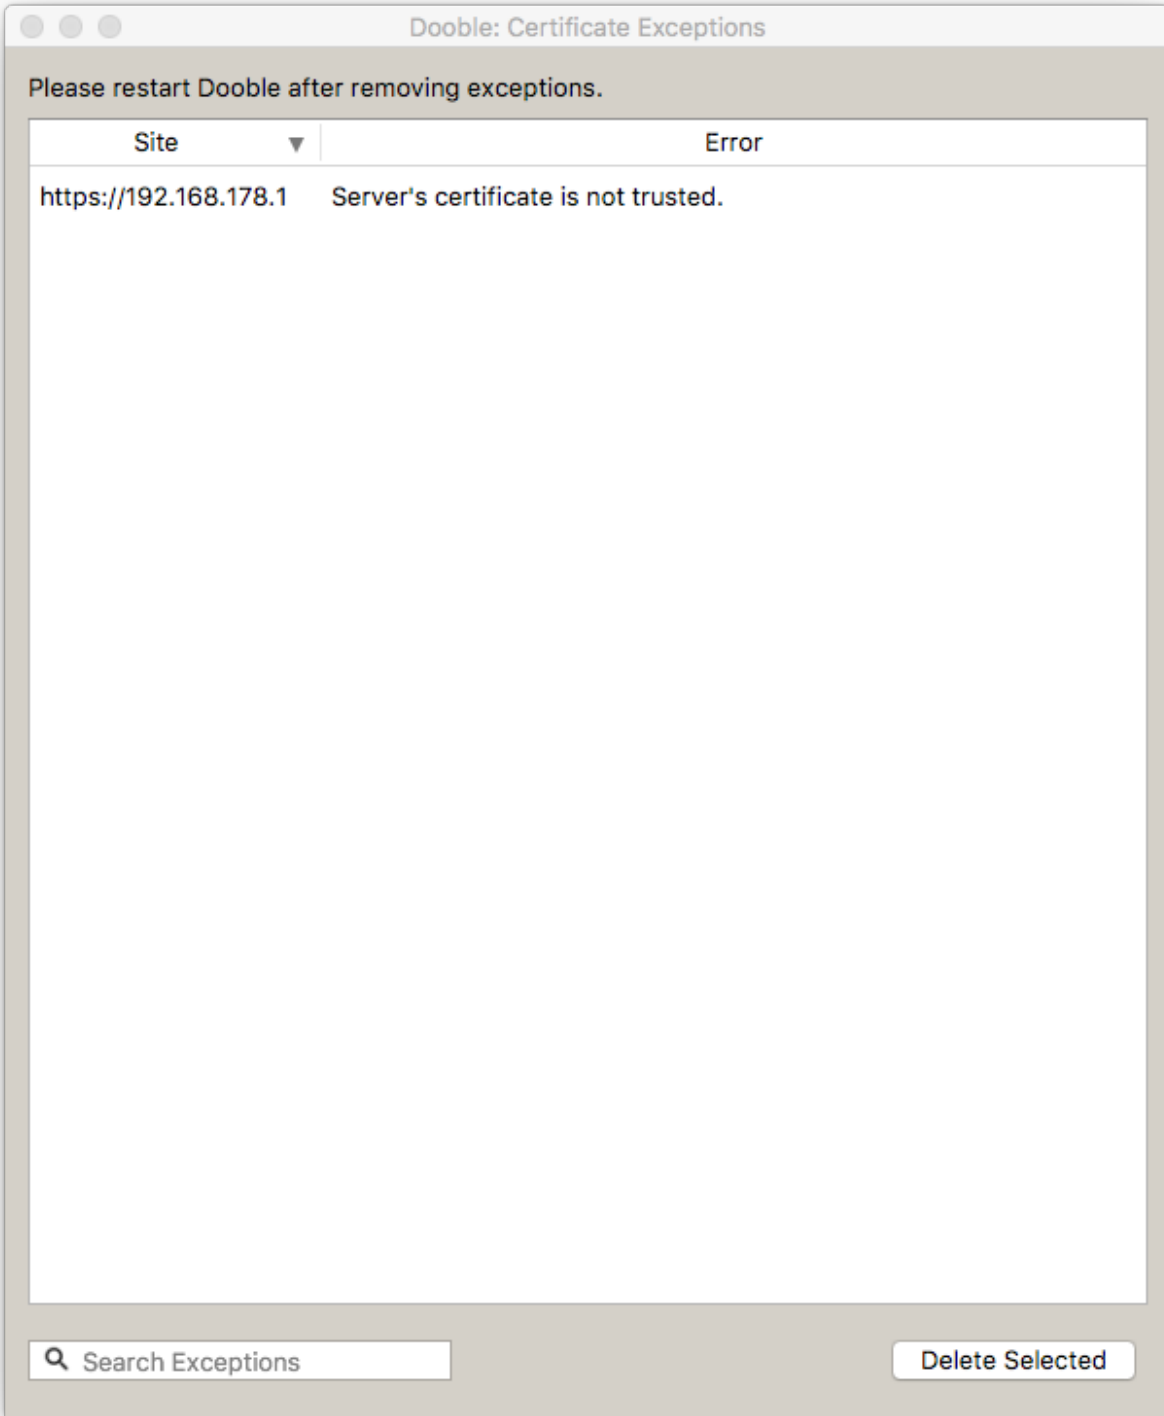 Dooble: Certificate Exceptions
Please restart Dooble after removing exceptions.
Site ▼ Error
https://192.168.178.1 Server's certificate is not trusted.
Search Exceptions Delete Selected